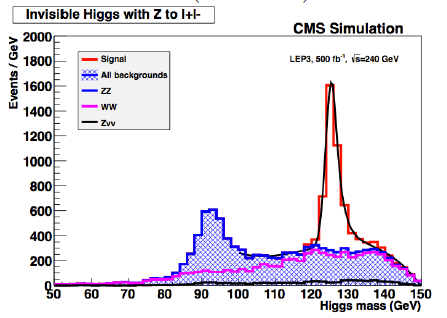 Invisible Higgs with Z to l+l-
CMS Simulation
LEP3, 500 fb-1, √s=240 GeV
Signal
All backgrounds
ZZ
WW
Zvv
Events / GeV
2000
1800
1600
1400
1200
1000
800
600
400
200
0
50 60 70 80 90 100 110 120 130 140 150
Higgs mass (GeV)